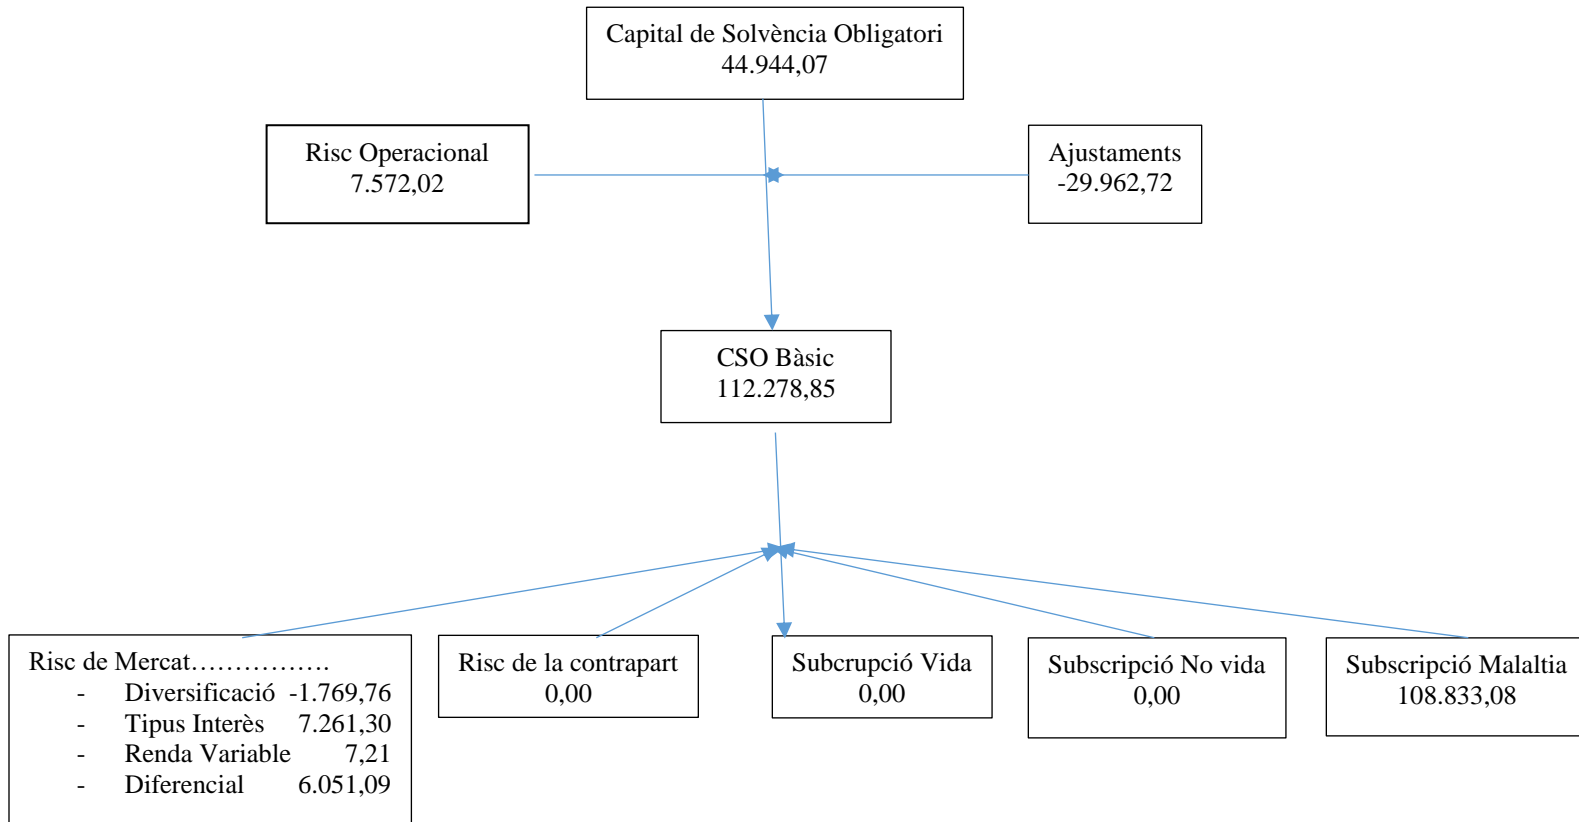 Capital de Solvència Obligatori
44.944,07
Risc Operacional
7.572,02
Ajustaments
-29.962,72
CSO Bàsic
112.278,85
Risc de Mercat…………….
- Diversificació -1.769,76
- Tipus Interès 7.261,30
- Renda Variable 7,21
- Diferencial 6.051,09
Risc de la contrapart
0,00
Subcrupció Vida
0,00
Subscripció No vida
0,00
Subscripció Malaltia
108.833,08